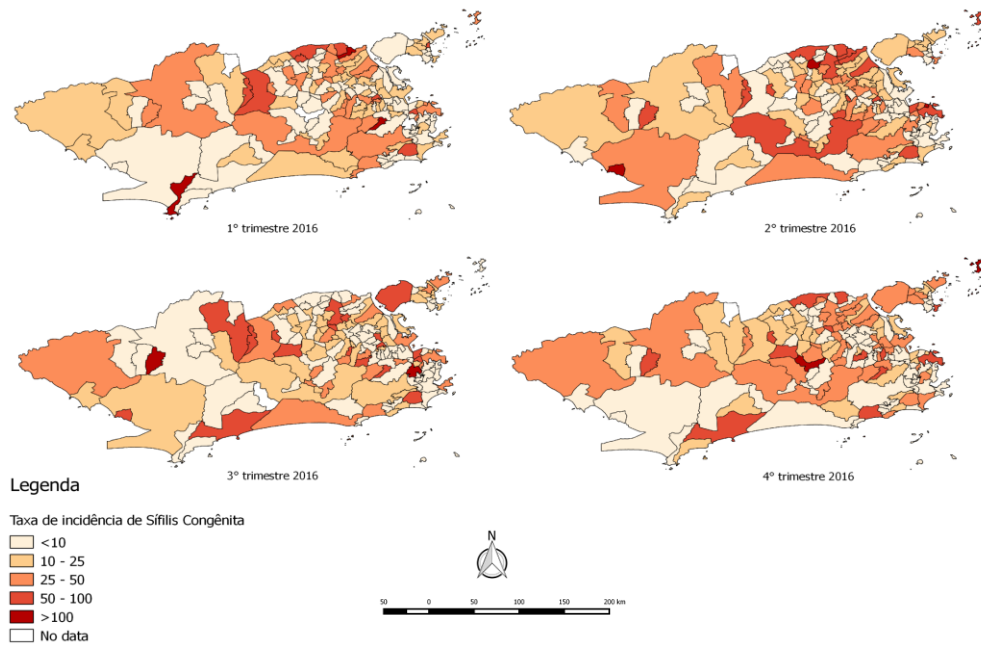 1° trimestre 2016
2° trimestre 2016
3° trimestre 2016
4° trimestre 2016
Legenda
Taxa de incidência de Sífilis Congênita
<10
10 - 25
25 - 50
50 - 100
>100
No data
N
50 0 50 100 150 200 km